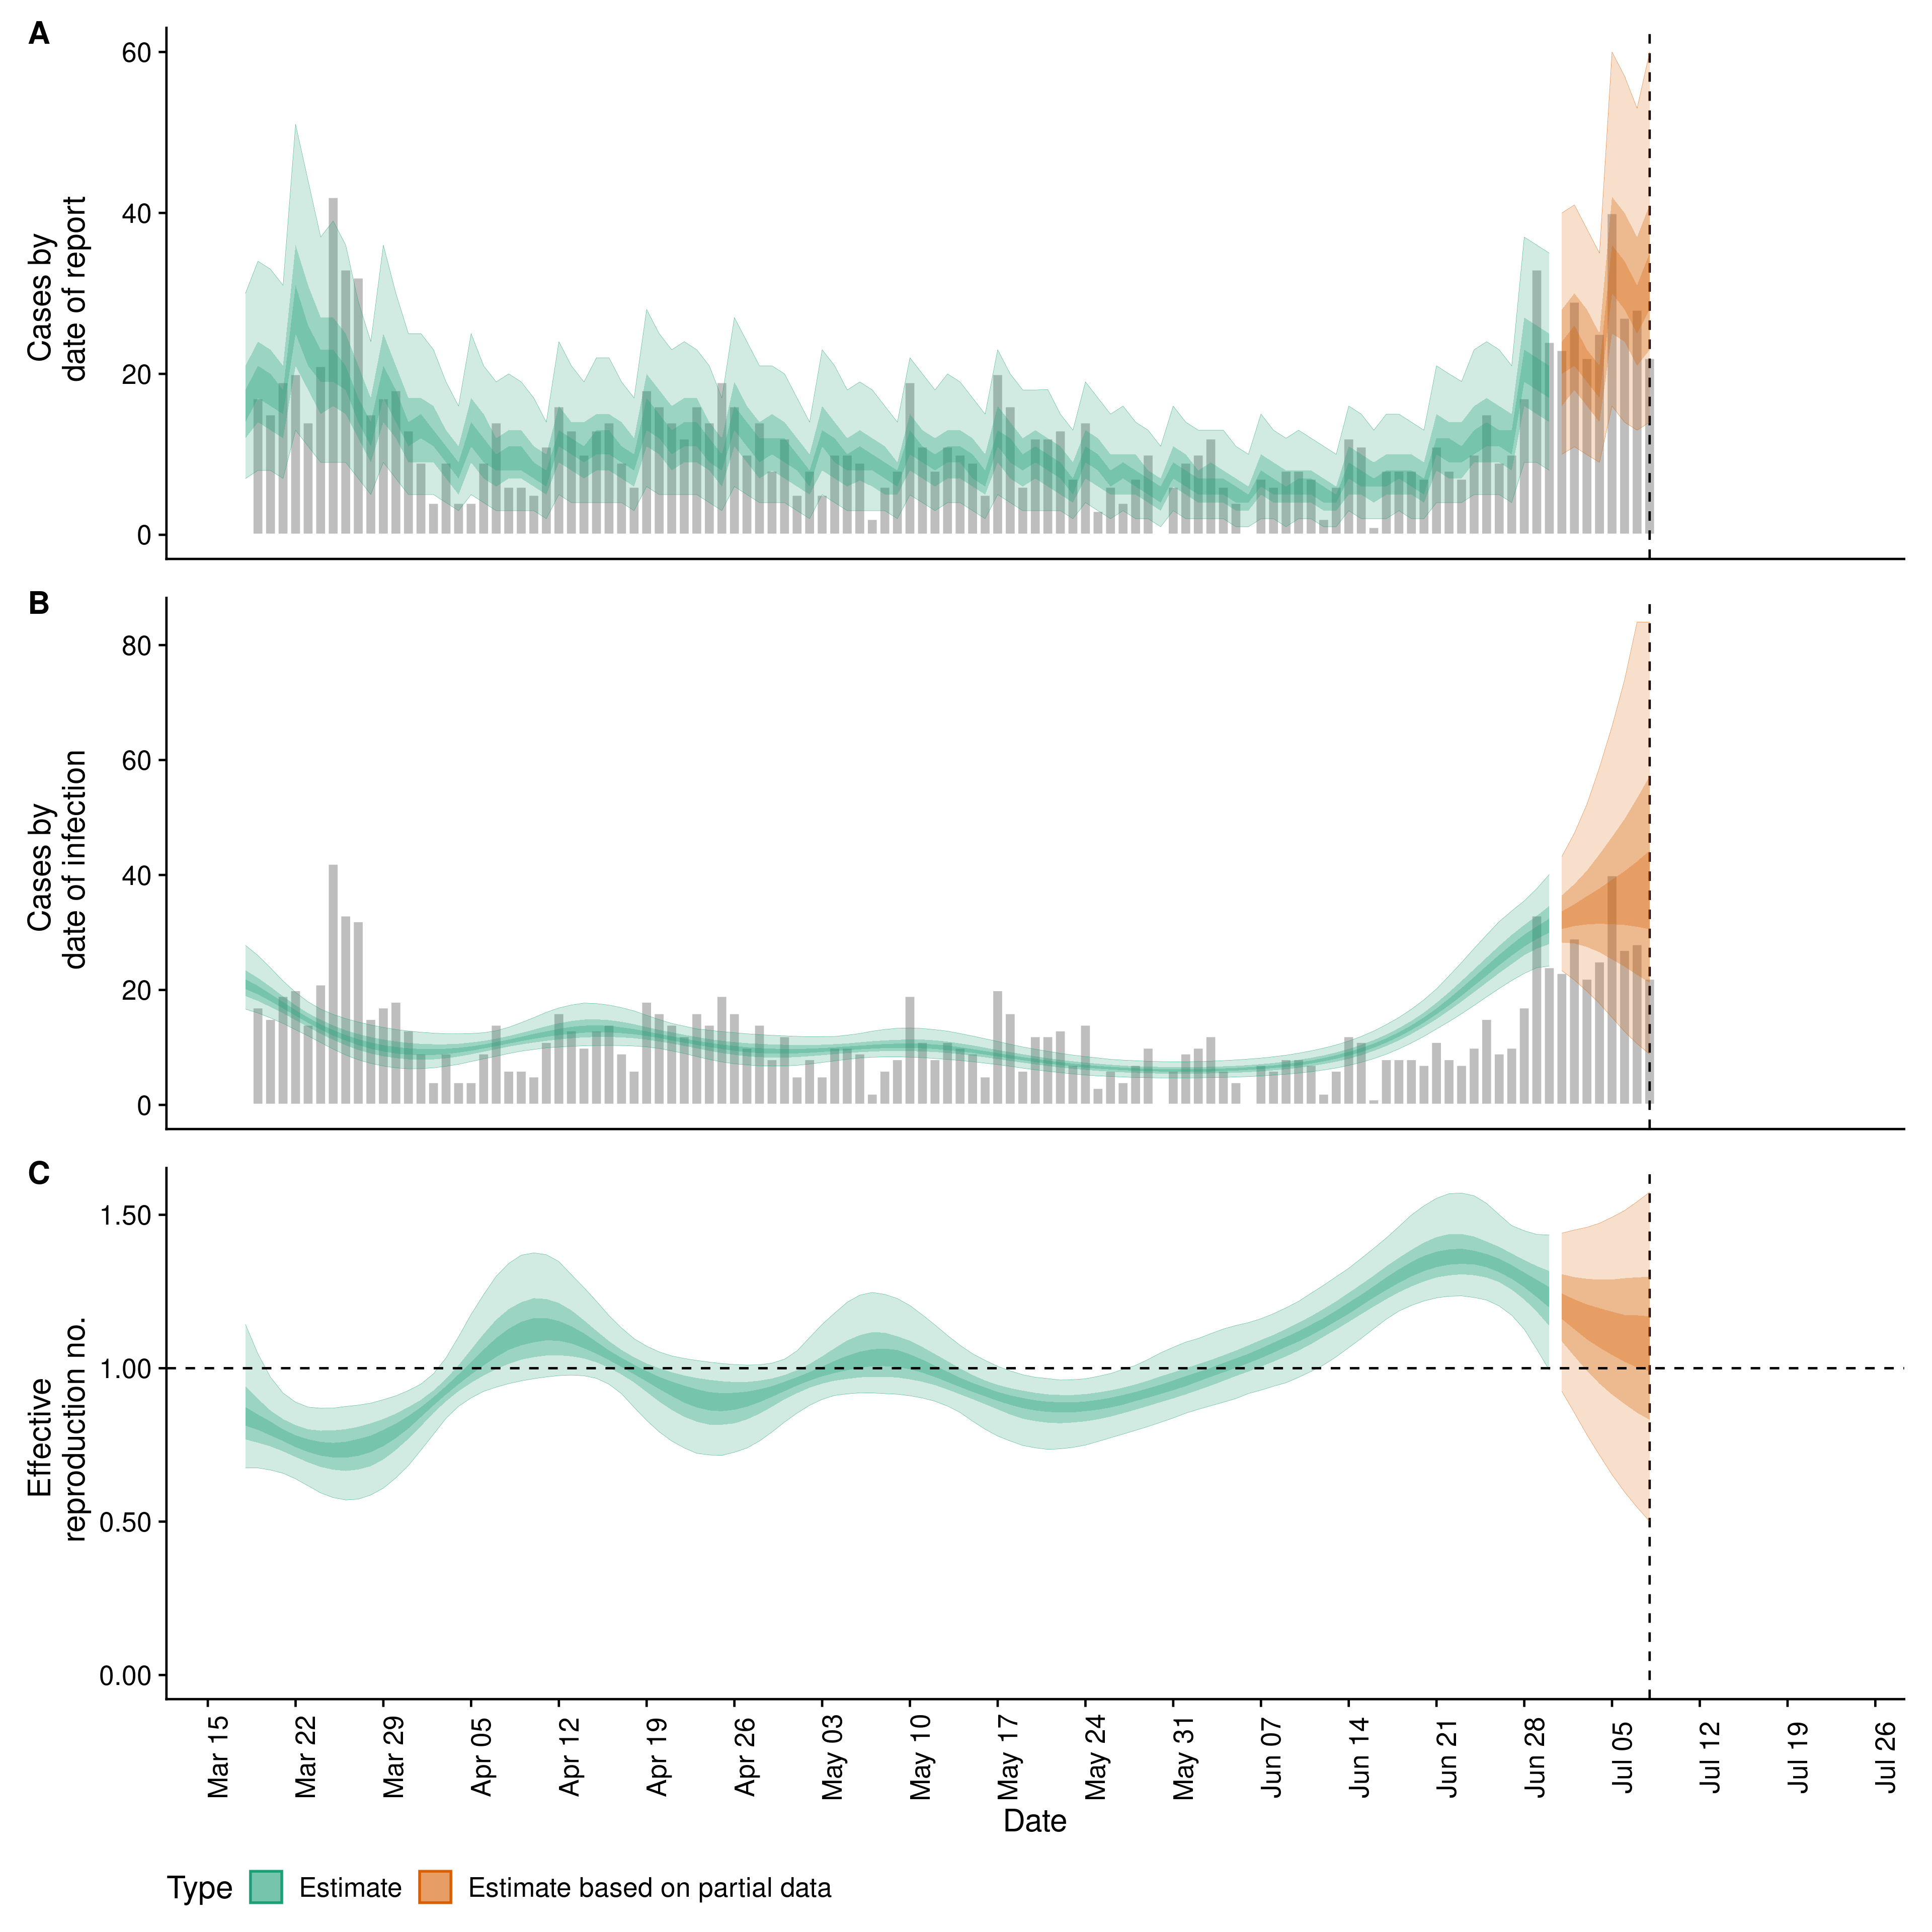 A
60
40
20
0
Cases by
date of report
B
80
60
40
20
0
Cases by
date of infection
C
1.50
1.00
0.50
0.00
Effective
reproduction no.
Mar 15
Mar 22
Mar 29
Apr 05
Apr 12
Apr 19
Apr 26
May 03
May 10
May 17
May 24
May 31
Jun 07
Jun 14
Jun 21
Jun 28
Jul 05
Jul 12
Jul 19
Jul 26
Date
Type Estimate Estimate based on partial data